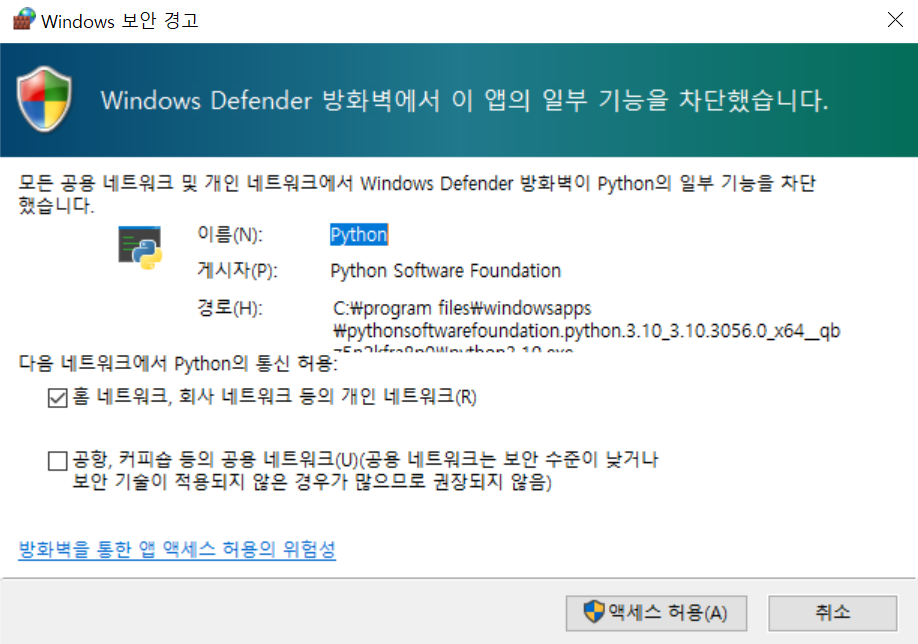 Windows 보안 경고
Windows Defender 방화벽에서 이 앱의 일부 기능을 차단했습니다.
모든 공용 네트워크 및 개인 네트워크에서 Windows Defender 방화벽이 Python의 일부 기능을 차단
했습니다.
이름(N): Python
게시자(P): Python Software Foundation
경로(H): C:₩program files₩windowsapps
₩pythonsoftwarefoundation.python.3.10_3.10.3056.0_x64__qb
다음 네트워크에서 Python의 통신 허용:
홈 네트워크, 회사 네트워크 등의 개인 네트워크(R)
공항, 커피숍 등의 공용 네트워크(U)(공용 네트워크는 보안 수준이 낮거나
보안 기술이 적용되지 않은 경우가 많으므로 권장되지 않음)
방화벽을 통한 앱 액세스 허용의 위험성
액세스 허용(A) 취소